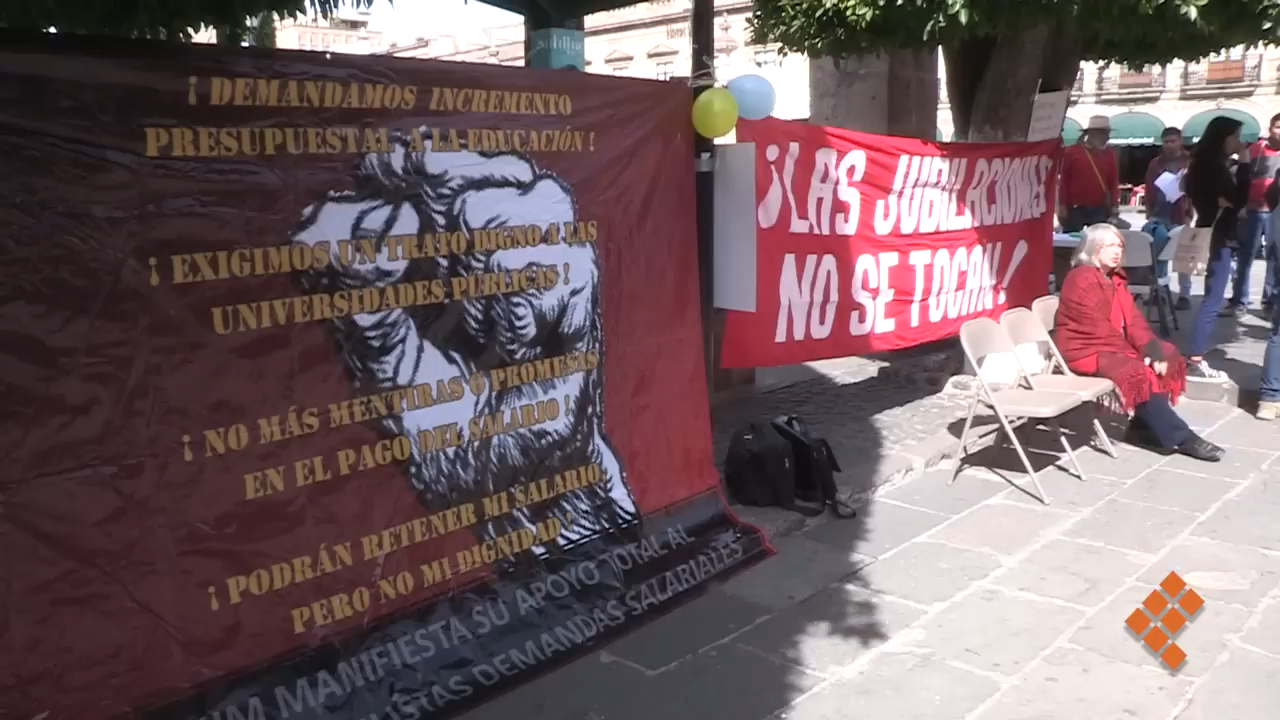 ¡ DEMANDAMOS INCREMENTO
PRESUPUESTAL A LA EDUCACIÓN !
¡ EXIGIMOS UN TRATO DIGNO A LAS
UNIVERSIDADES PÚBLICAS !
¡ NO MÁS MENTIRAS O PROMESAS
EN EL PAGO DEL SALARIO !
¡ PODRÁN RETENER MI SALARIO
PERO NO MI DIGNIDAD !
MANIFIESTA SU APOYO TOTAL AL
DEMANDAS SALARIALES
¡LAS JUBILACIONES
NO SE TOCAN!